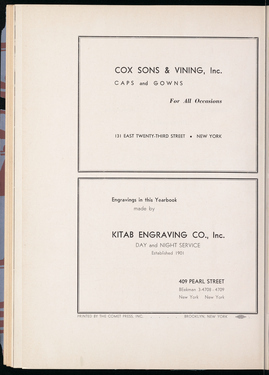 COX SONS & VINING, Inc.
CAPS and GOWNS
For All Occasions
131 EAST TWENTY-THIRD STREET • NEW YORK
Engravings in this Yearbook
made by
KITAB ENGRAVING CO., Inc.
DAY and NIGHT SERVICE
Established 1901
409 PEARL STREET
BEekman 3-4708 - 4709
New York New York
PRINTED BY THE COMET PRESS, INC.
BROOKLYN, NEW YORK